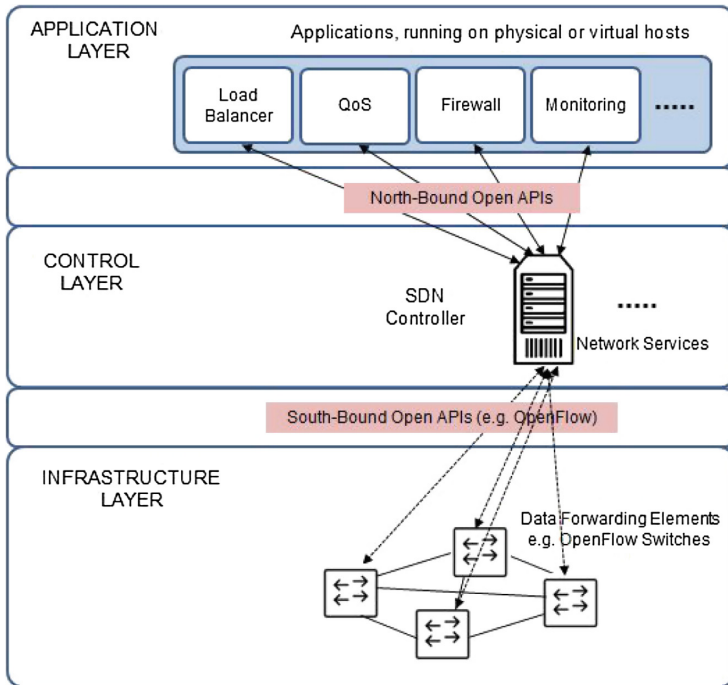 APPLICATION
LAYER
Applications, running on physical or virtual hosts
Load
Balancer
QoS
Firewall
Monitoring
.....
North-Bound Open APIs
CONTROL
LAYER
SDN
Controller
.....
Network Services
South-Bound Open APIs (e.g. OpenFlow)
INFRASTRUCTURE
LAYER
Data Forwarding Elements
e.g. OpenFlow Switches